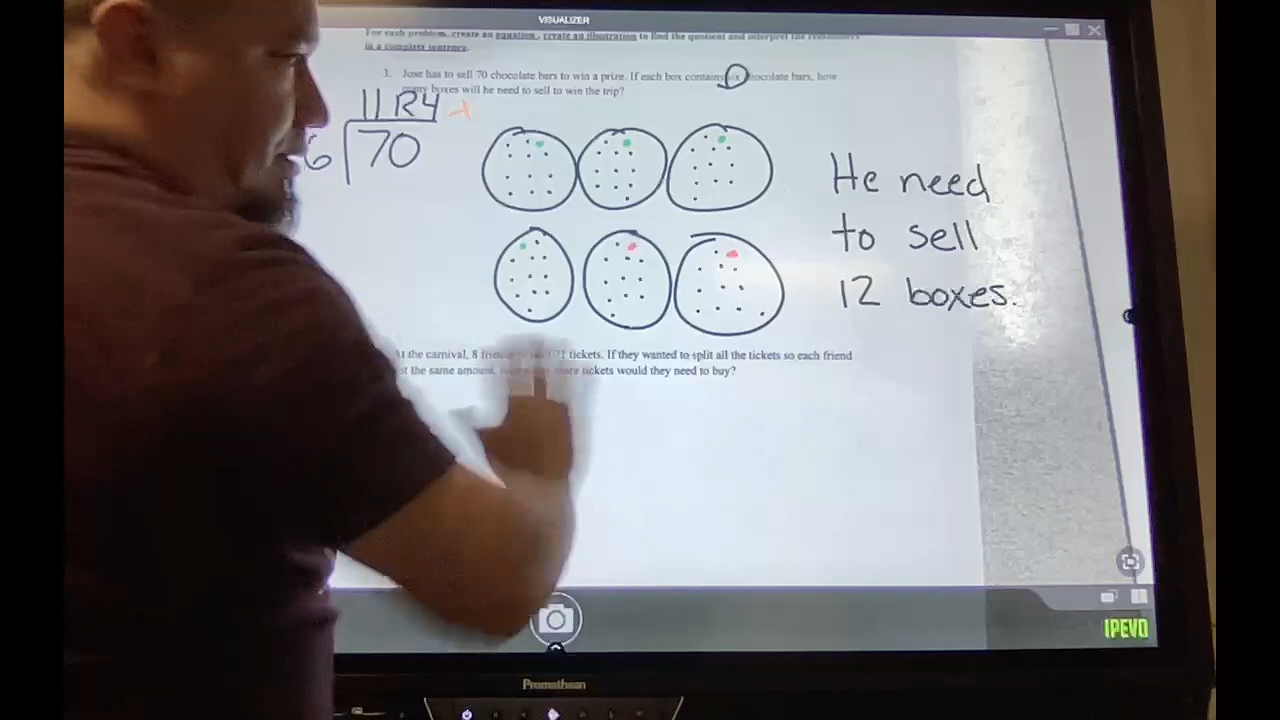 VISUALIZER
For each problem, create an equation, create an illustration to find the quotient and interpret the remainders
in a complete sentence.
3. Jose has to sell 70 chocolate bars to win a prize. If each box contains six chocolate bars, how
many boxes will he need to sell to win the trip?
11 R4
6 70
He need
to sell
12 boxes.
At the carnival, 8 friends 71 tickets. If they wanted to split all the tickets so each friend
the same amount, more tickets would they need to buy?
IPEVO
Promethean